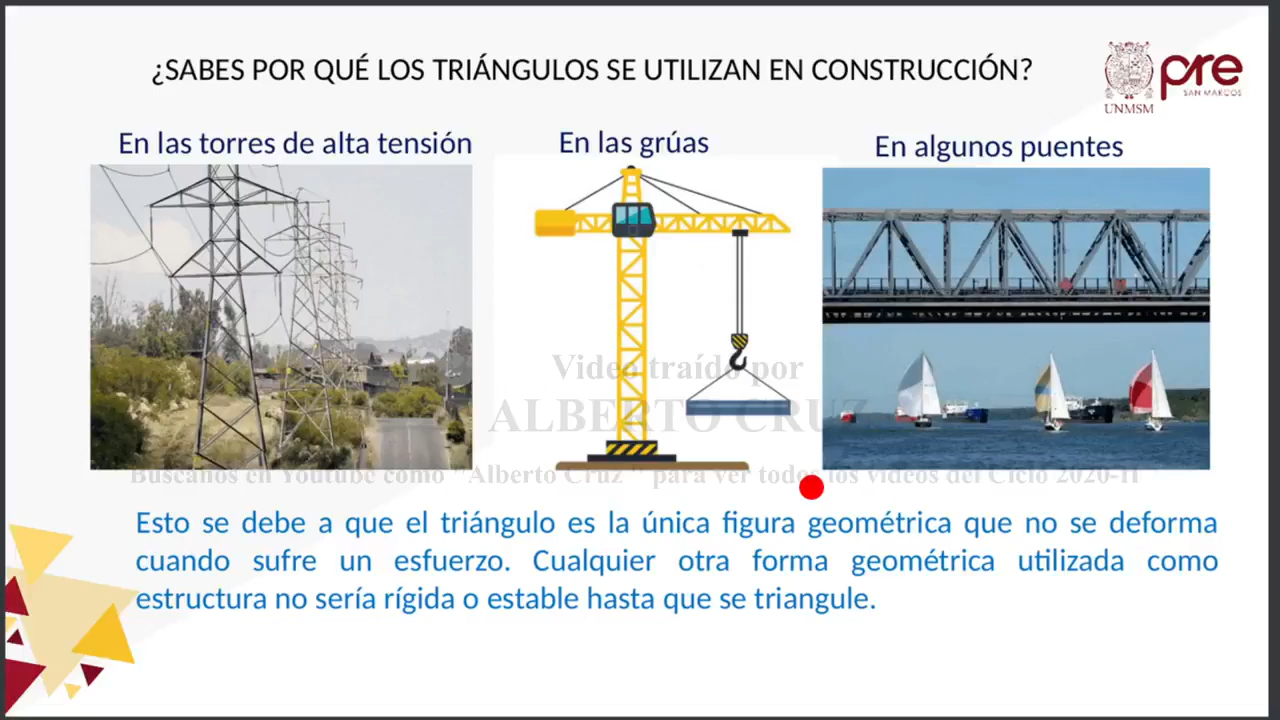 ¿SABES POR QUÉ LOS TRIÁNGULOS SE UTILIZAN EN CONSTRUCCIÓN?
UNMSM
pre
SAN MARCOS
En las torres de alta tensión
En las grúas
En algunos puentes
Video traído por
ALBERTO CRUZ
Buscanos en Youtube como "Alberto Cruz" para ver todos los videos del Ciclo 2020-II
Esto se debe a que el triángulo es la única figura geométrica que no se deforma
cuando sufre un esfuerzo. Cualquier otra forma geométrica utilizada como
estructura no sería rígida o estable hasta que se triangule.